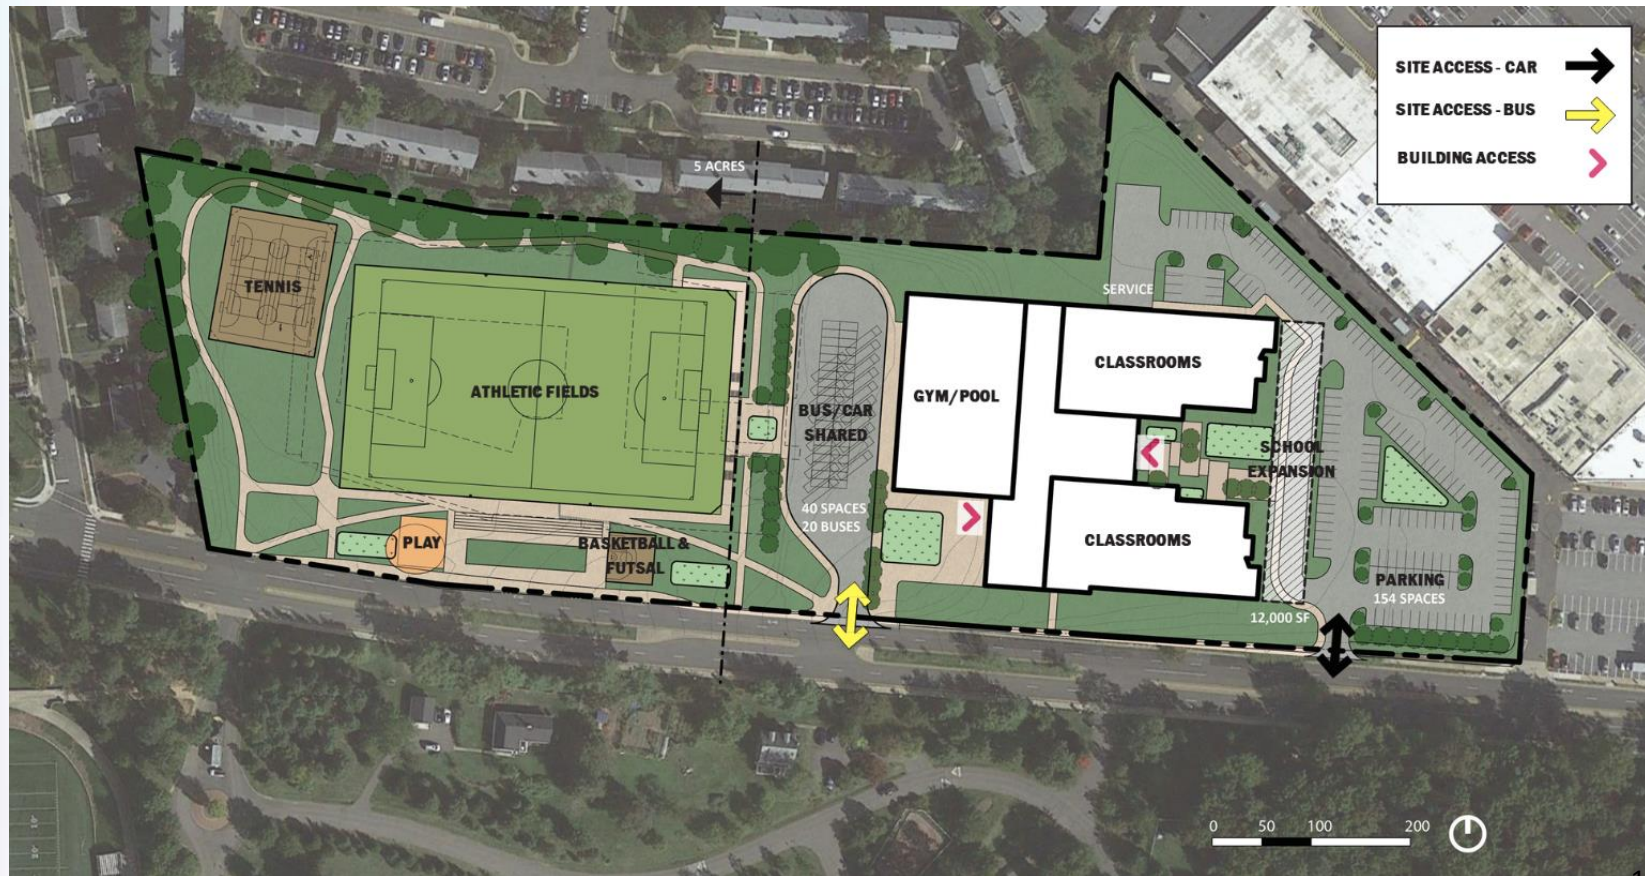 SITE ACCESS - CAR
SITE ACCESS - BUS
BUILDING ACCESS
5 ACRES
TENNIS
SERVICE
CLASSROOMS
ATHLETIC FIELDS
GYM/POOL
BUS/CAR
SHARED
SCHOOL
EXPANSION
40 SPACES
20 BUSES
PLAY
BASKETBALL &
FUTSAL
CLASSROOMS
PARKING
154 SPACES
12,000 SF
0 50 100 200